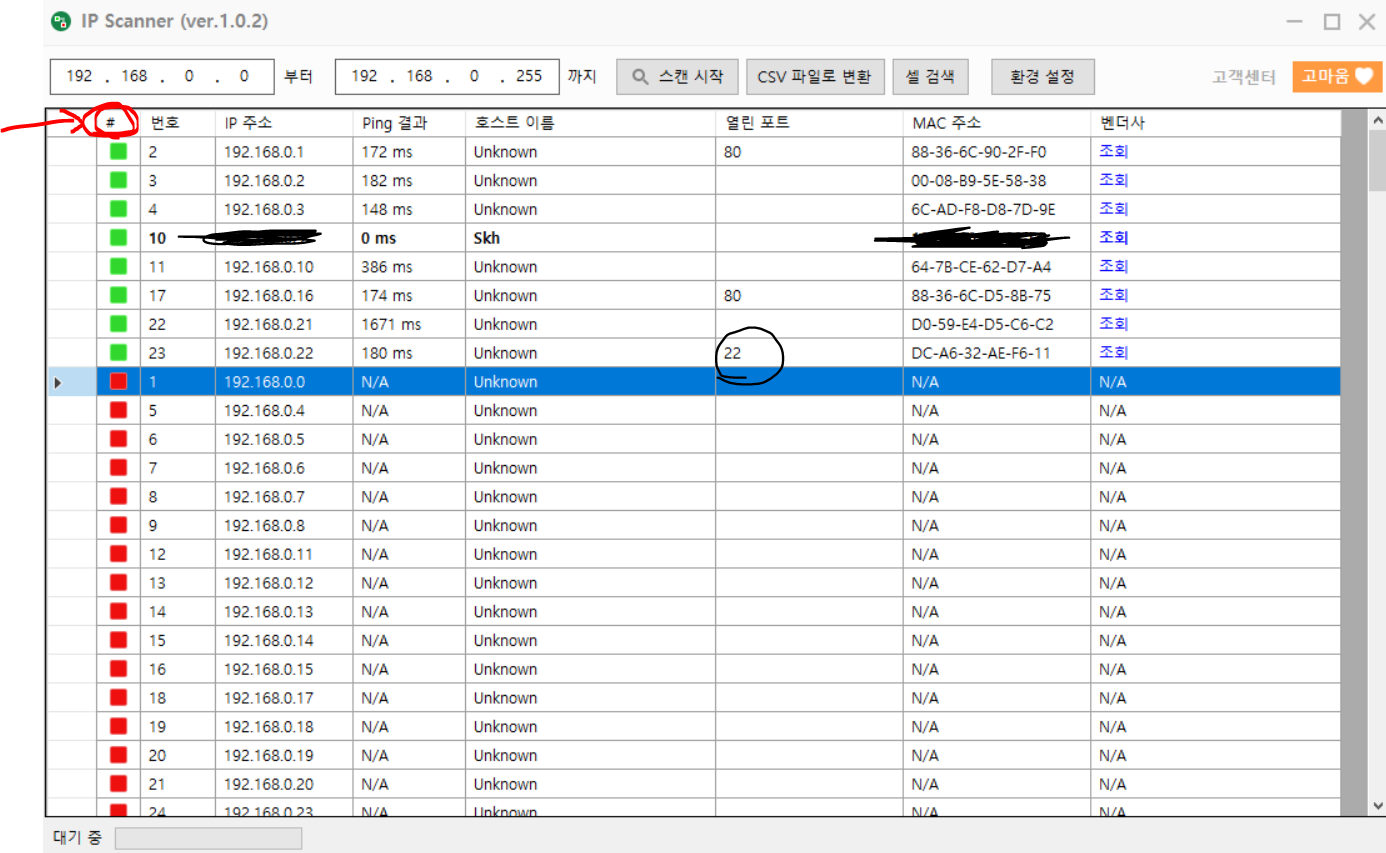 IP Scanner (ver.1.0.2)
192 . 168 . 0 . 0 부터 192 . 168 . 0 . 255 까지 스캔 시작 CSV 파일로 변환 셀 검색 환경 설정 고객센터 고마움
# 번호 IP 주소 Ping 결과 호스트 이름 열린 포트 MAC 주소 벤더사
2 192.168.0.1 172 ms Unknown 80 88-36-6C-90-2F-F0 조회
3 192.168.0.2 182 ms Unknown 00-08-B9-5E-58-38 조회
4 192.168.0.3 148 ms Unknown 6C-AD-F8-D8-7D-9E 조회
10 0 ms Skh 조회
11 192.168.0.10 386 ms Unknown 64-7B-CE-62-D7-A4 조회
17 192.168.0.16 174 ms Unknown 80 88-36-6C-D5-8B-75 조회
22 192.168.0.21 1671 ms Unknown D0-59-E4-D5-C6-C2 조회
23 192.168.0.22 180 ms Unknown 22 DC-A6-32-AE-F6-11 조회
1 192.168.0.0 N/A Unknown N/A N/A
5 192.168.0.4 N/A Unknown N/A N/A
6 192.168.0.5 N/A Unknown N/A N/A
7 192.168.0.6 N/A Unknown N/A N/A
8 192.168.0.7 N/A Unknown N/A N/A
9 192.168.0.8 N/A Unknown N/A N/A
12 192.168.0.11 N/A Unknown N/A N/A
13 192.168.0.12 N/A Unknown N/A N/A
14 192.168.0.13 N/A Unknown N/A N/A
15 192.168.0.14 N/A Unknown N/A N/A
16 192.168.0.15 N/A Unknown N/A N/A
18 192.168.0.17 N/A Unknown N/A N/A
19 192.168.0.18 N/A Unknown N/A N/A
20 192.168.0.19 N/A Unknown N/A N/A
21 192.168.0.20 N/A Unknown N/A N/A
24 192.168.0.23 N/A Unknown N/A N/A
대기 중